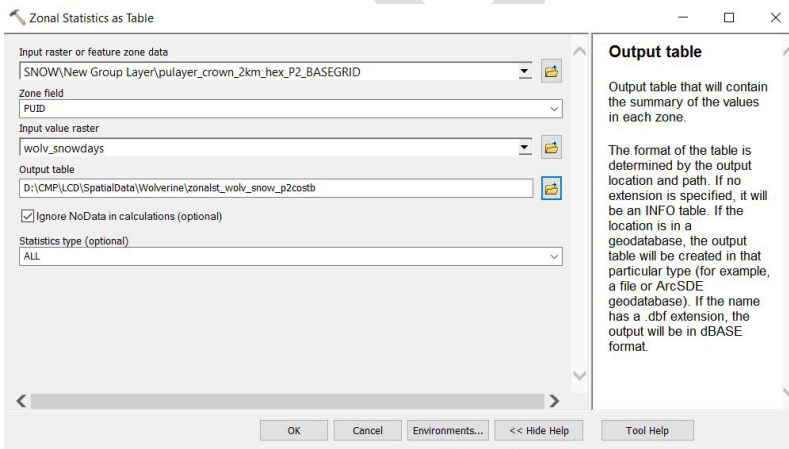 Zonal Statistics as Table
Input raster or feature zone data
SNOW\New Group Layer\pulayer_crown_2km_hex_P2_BASEGRID
Zone field
PUID
Input value raster
wolv_snowdays
Output table
D:\CMP\LCD\SpatialData\Wolverine\zonalst_wolv_snow_p2costb
Ignore NoData in calculations (optional)
Statistics type (optional)
ALL
Output table
Output table that will contain
the summary of the values
in each zone.
The format of the table is
determined by the output
location and path. If no
extension is specified, it will
be an INFO table. If the
location is in a
geodatabase, the output
table will be created in that
particular type (for example,
a file or ArcSDE
geodatabase). If the name
has a .dbf extension, the
output will be in dBASE
format.
OK Cancel Environments... << Hide Help Tool Help